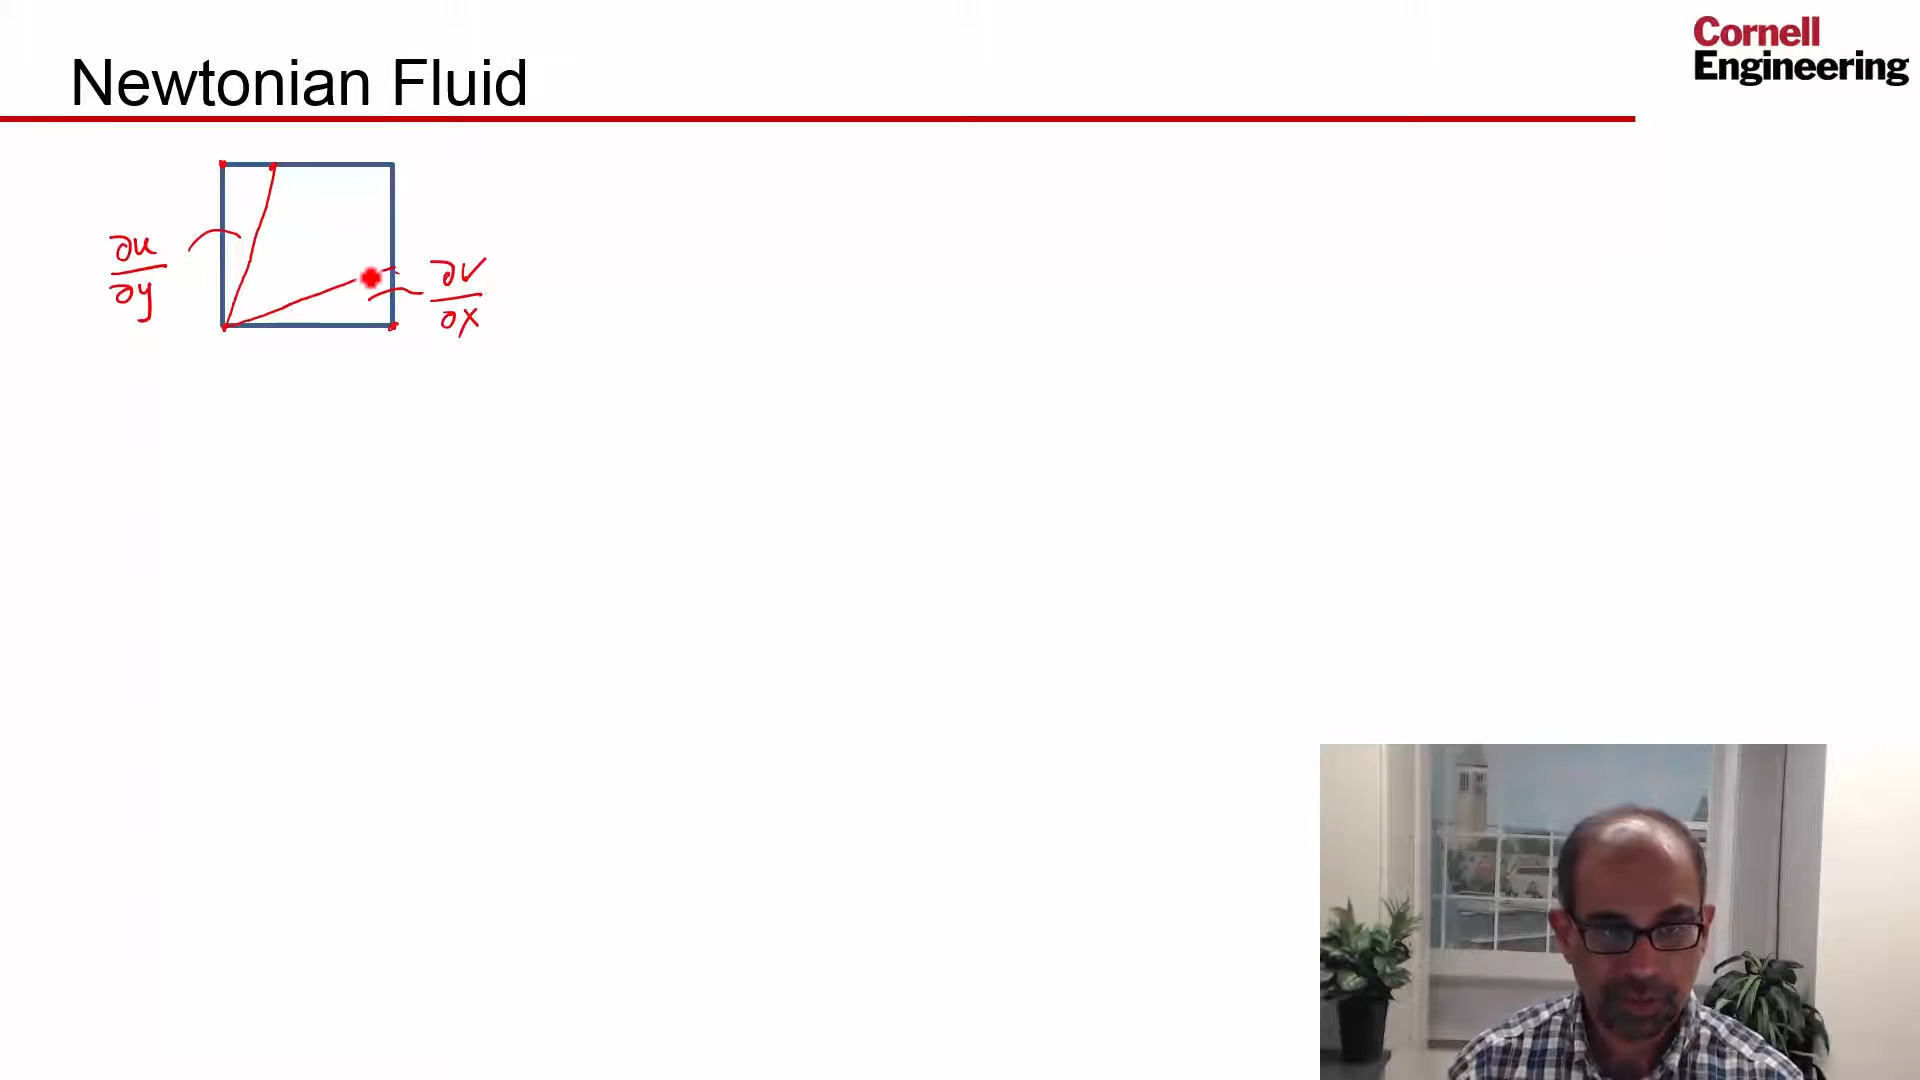 Cornell
Engineering
Newtonian Fluid
∂u
∂y
∂v
∂x